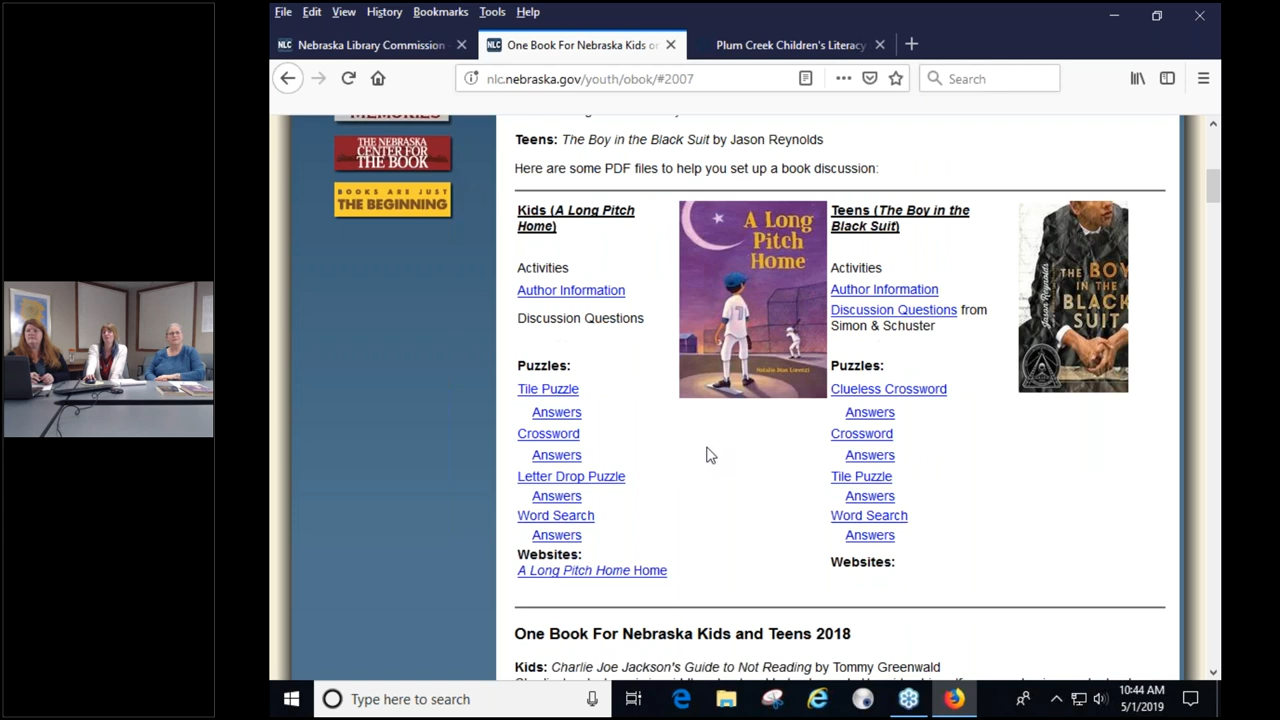 File Edit View History Bookmarks Tools Help
Nebraska Library Commission -
One Book For Nebraska Kids or
Plum Creek Children's Literacy
nlc.nebraska.gov/youth/obok/#2007
Search
MEMORIES
THE NEBRASKA
CENTER FOR
THE BOOK
BOOKS ARE JUST
THE BEGINNING
Teens: The Boy in the Black Suit by Jason Reynolds
Here are some PDF files to help you set up a book discussion:
Kids (A Long Pitch
Home)
Activities
Author Information
Discussion Questions
Puzzles:
Tile Puzzle
Answers
Crossword
Answers
Letter Drop Puzzle
Answers
Word Search
Answers
Websites:
A Long Pitch Home Home
A Long
Pitch
Home
Natalie Dias Lorenzi
Teens (The Boy in the
Black Suit)
Activities
Author Information
Discussion Questions from
Simon & Schuster
Puzzles:
Clueless Crossword
Answers
Crossword
Answers
Tile Puzzle
Answers
Word Search
Answers
Websites:
THE BOY
IN THE
BLACK
SUIT
Jason Reynolds
One Book For Nebraska Kids and Teens 2018
Kids: Charlie Joe Jackson's Guide to Not Reading by Tommy Greenwald
Type here to search
10:44 AM
5/1/2019